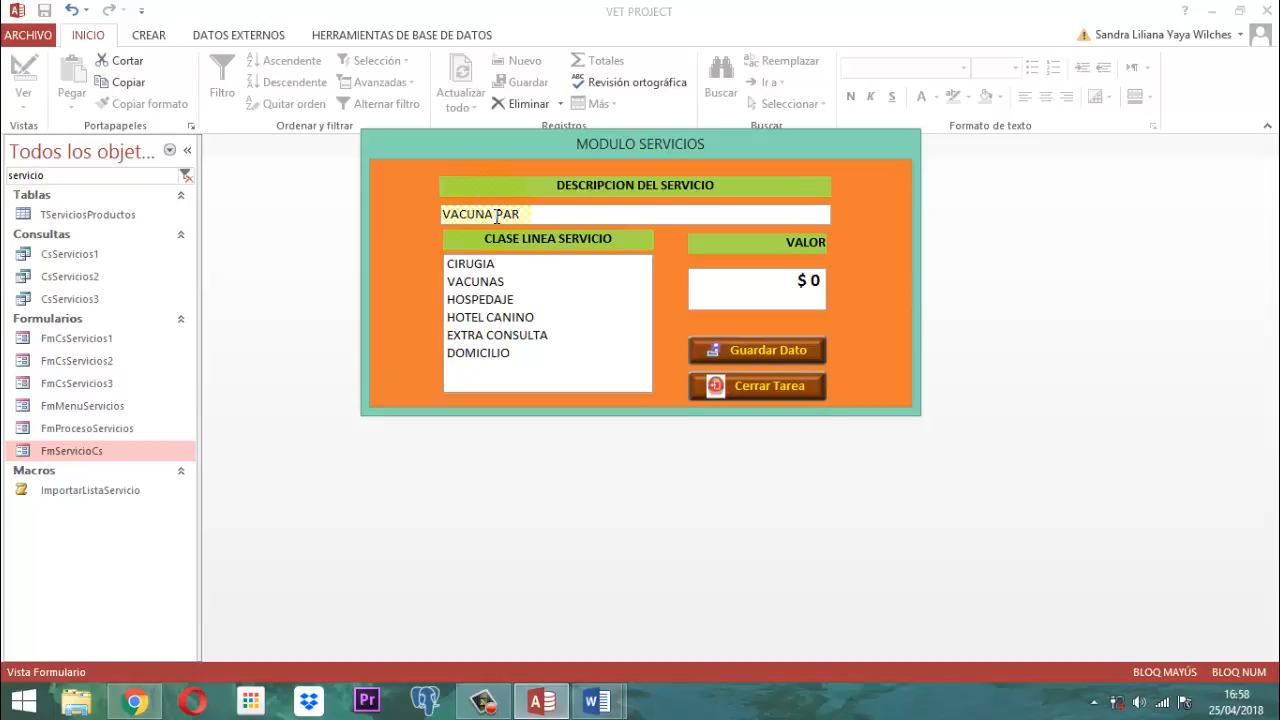 VET PROJECT
ARCHIVO INICIO CREAR DATOS EXTERNOS HERRAMIENTAS DE BASE DE DATOS Sandra Liliana Yaya Wilches
Ver
Vistas
Pegar
Cortar
Copiar
Copiar formato
Portapapeles
Filtro
Ascendente
Descendente
Quitar orden
Selección
Avanzadas
Alternar filtro
Ordenar y filtrar
Actualizar
todo
Nuevo
Guardar
Eliminar
Totales
Revisión ortográfica
Más
Registros
Buscar
Reemplazar
Ir a
Seleccionar
Buscar
N K S A
Formato de texto
Todos los objet...
servicio
Tablas
TServiciosProductos
Consultas
CsServicios1
CsServicios2
CsServicios3
Formularios
FmCsServicios1
FmCsServicios2
FmCsServicios3
FmMenuServicios
FmProcesoServicios
FmServicioCs
Macros
ImportarListaServicio
MODULO SERVICIOS
DESCRIPCION DEL SERVICIO
VACUNA PAR
CLASE LINEA SERVICIO
CIRUGIA
VACUNAS
HOSPEDAJE
HOTEL CANINO
EXTRA CONSULTA
DOMICILIO
VALOR
$ 0
Guardar Dato
Cerrar Tarea
Vista Formulario
BLOQ MAYÚS BLOQ NUM
Pr
16:58
25/04/2018